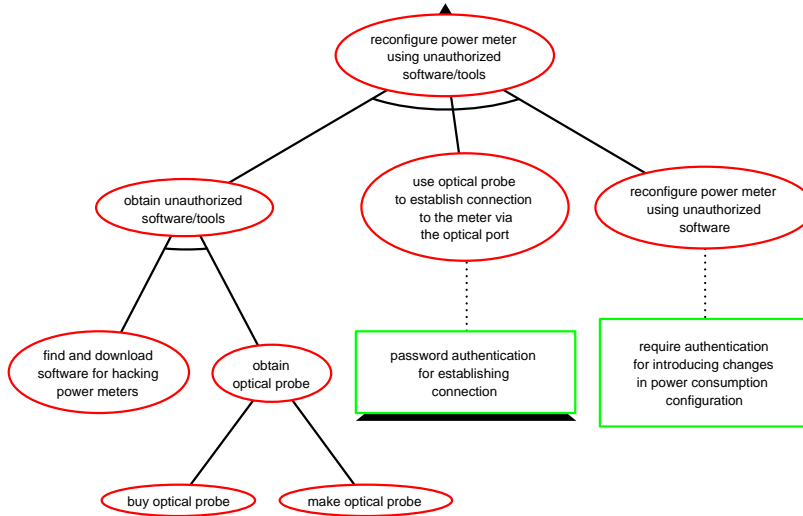 reconfigure power meter
using unauthorized
software/tools
obtain unauthorized
software/tools
use optical probe
to establish connection
to the meter via
the optical port
reconfigure power meter
using unauthorized
software
find and download
software for hacking
power meters
obtain
optical probe
password authentication
for establishing
connection
require authentication
for introducing changes
in power consumption
configuration
buy optical probe
make optical probe